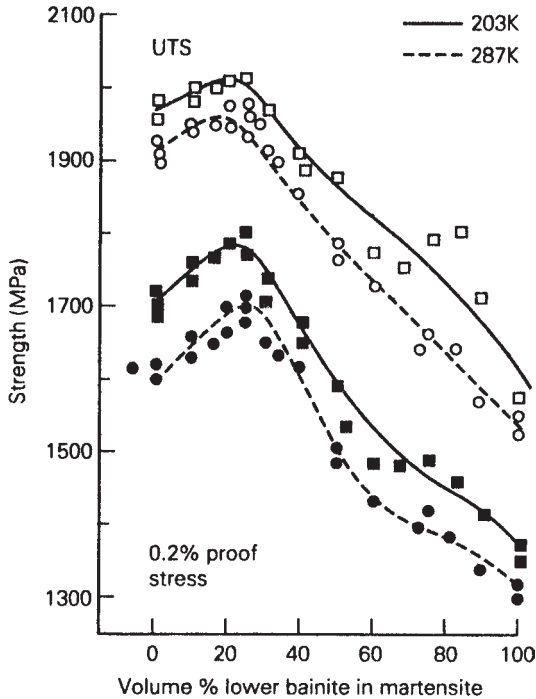 2100
UTS
203K
287K
1900
1700
Strength (MPa)
1500
0.2% proof
stress
1300
0 20 40 60 80 100
Volume % lower bainite in martensite